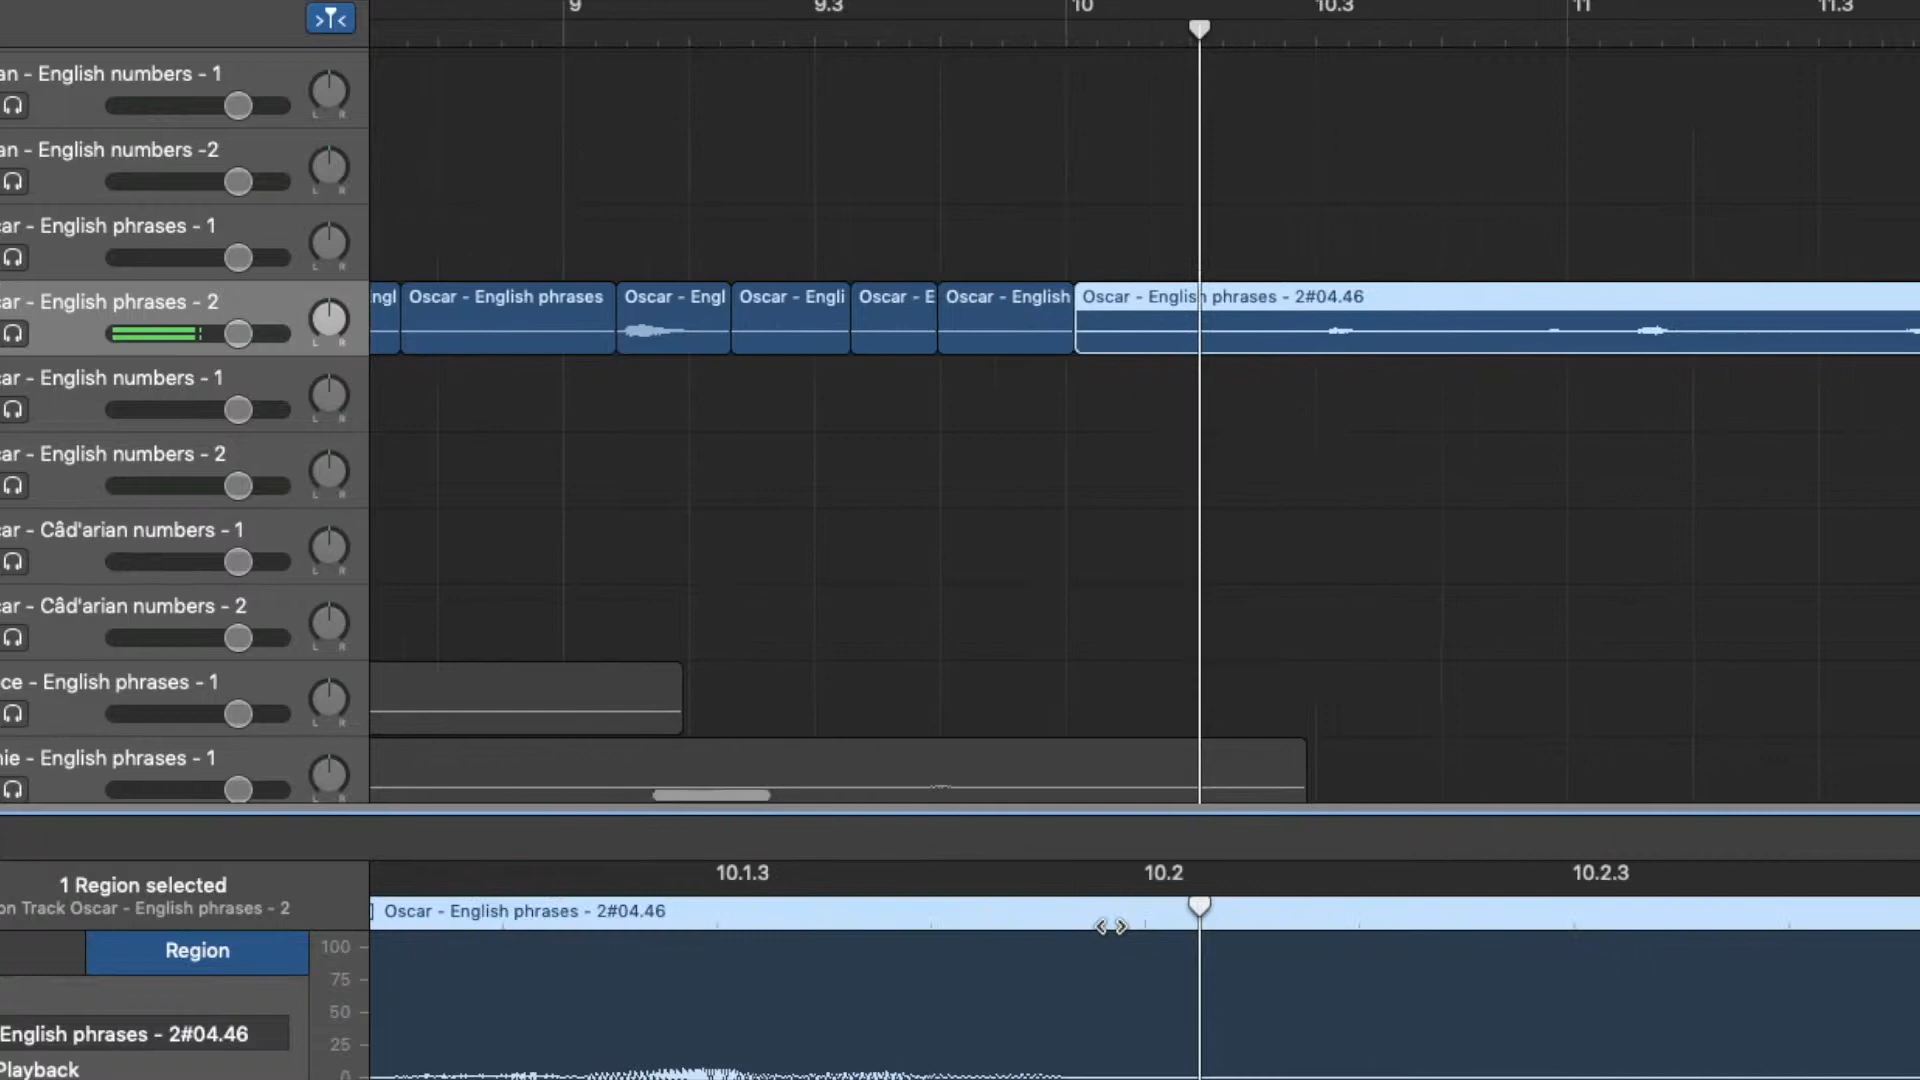 9 9.3 10 10.3 11 11.3
an - English numbers - 1
L R
an - English numbers -2
L R
ar - English phrases - 1
L R
ar - English phrases - 2
L R
ngl Oscar - English phrases Oscar - Engl Oscar - Engli Oscar - E Oscar - English Oscar - English phrases - 2#04.46
ar - English numbers - 1
L R
ar - English numbers - 2
L R
ar - Câd'arian numbers - 1
L R
ar - Câd'arian numbers - 2
L R
ce - English phrases - 1
L R
nie - English phrases - 1
L R
10.1.3 10.2 10.2.3
1 Region selected
on Track Oscar - English phrases - 2
Oscar - English phrases - 2#04.46
Region
100
75
50
25
0
English phrases - 2#04.46
Playback